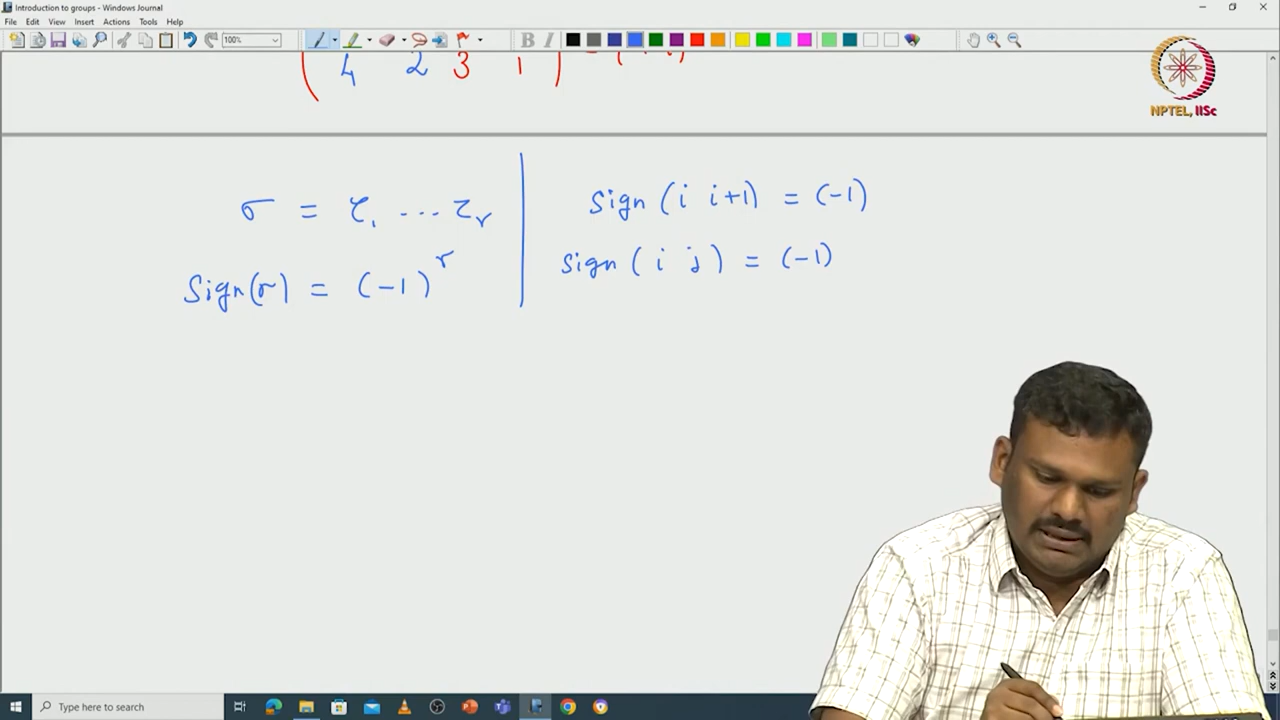 Introduction to groups - Windows Journal
File Edit View Insert Actions Tools Help
100%
B I
4 2 3 1
NPTEL, IISc
σ = τ₁ ... τᵣ
Sign(σ) = (-1)ʳ
Sign (i i+1) = (-1)
Sign (i j) = (-1)
Type here to search